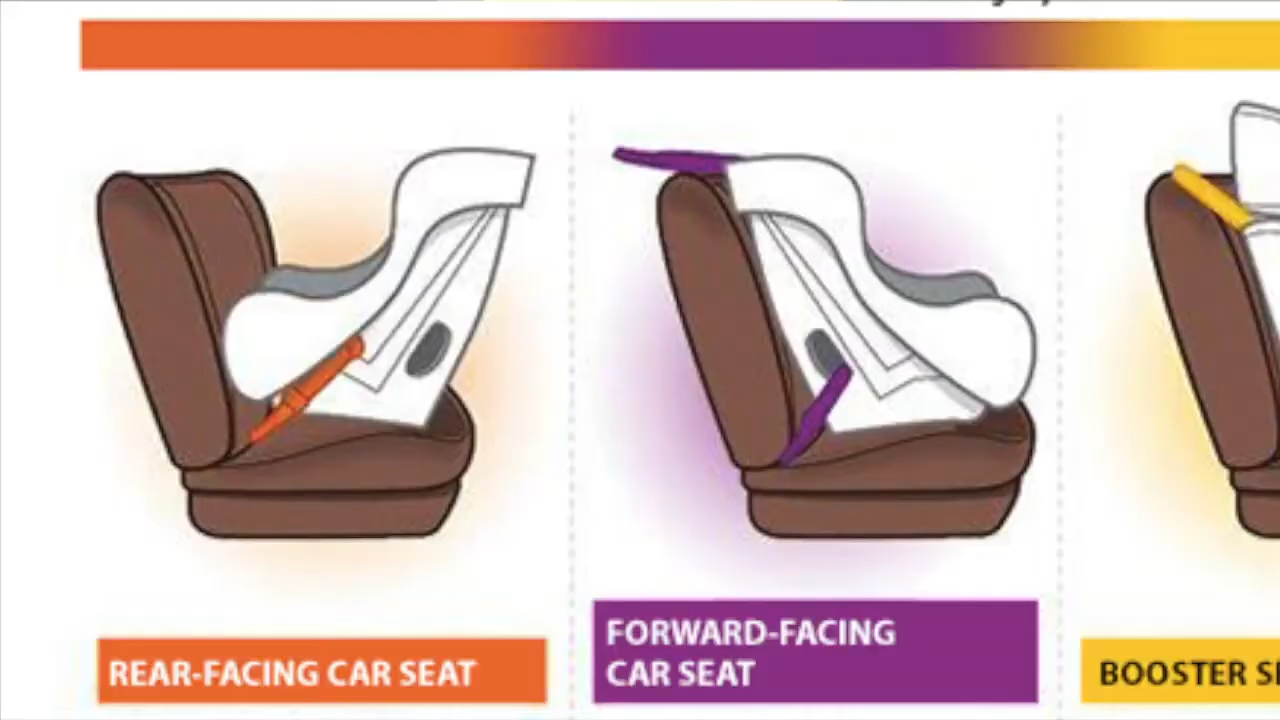 REAR-FACING CAR SEAT
FORWARD-FACING
CAR SEAT
BOOSTER